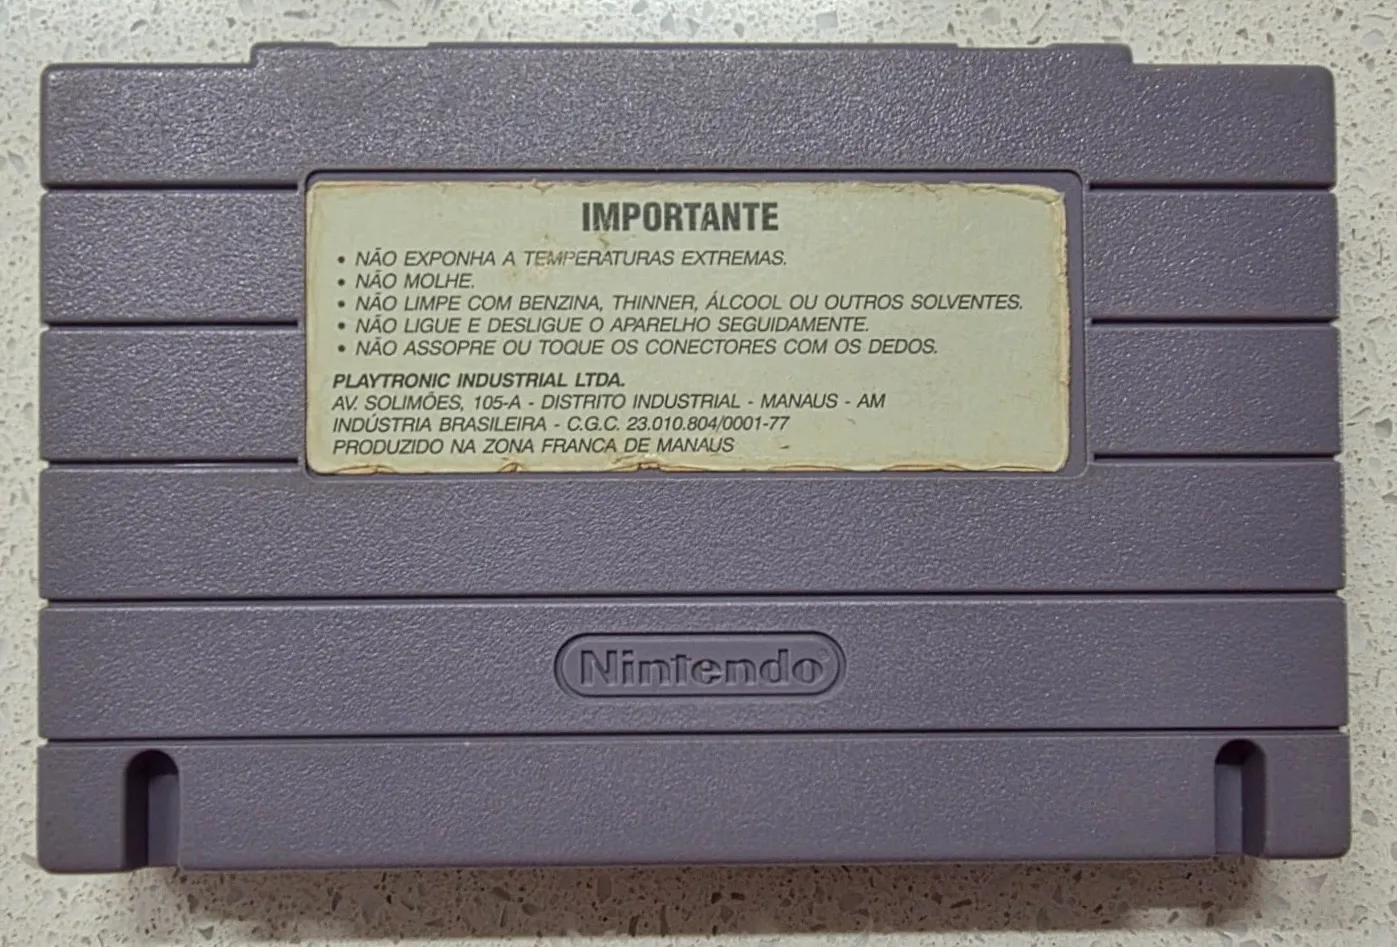 IMPORTANTE
• NÃO EXPONHA A TEMPERATURAS EXTREMAS.
• NÃO MOLHE.
• NÃO LIMPE COM BENZINA, THINNER, ÁLCOOL OU OUTROS SOLVENTES.
• NÃO LIGUE E DESLIGUE O APARELHO SEGUIDAMENTE.
• NÃO ASSOPRE OU TOQUE OS CONECTORES COM OS DEDOS.
PLAYTRONIC INDUSTRIAL LTDA.
AV. SOLIMÕES, 105-A - DISTRITO INDUSTRIAL - MANAUS - AM
INDÚSTRIA BRASILEIRA - C.G.C. 23.010.804/0001-77
PRODUZIDO NA ZONA FRANCA DE MANAUS
Nintendo